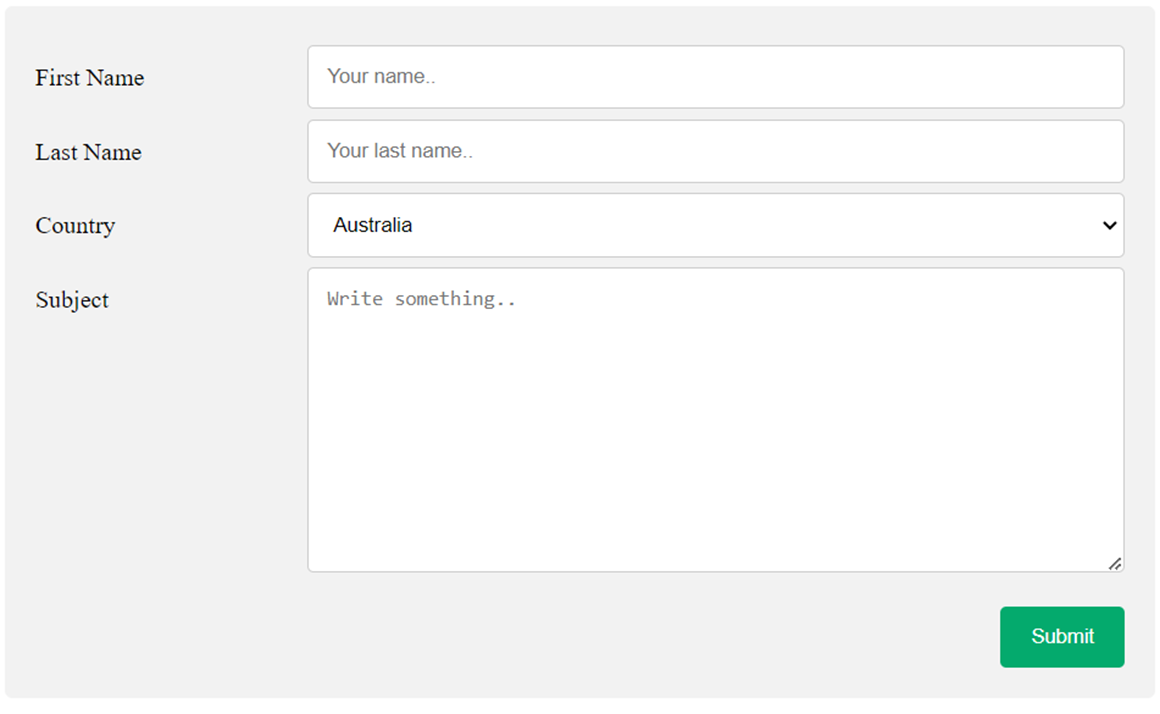 First Name Your name..
Last Name Your last name..
Country Australia
Subject Write something..
Submit